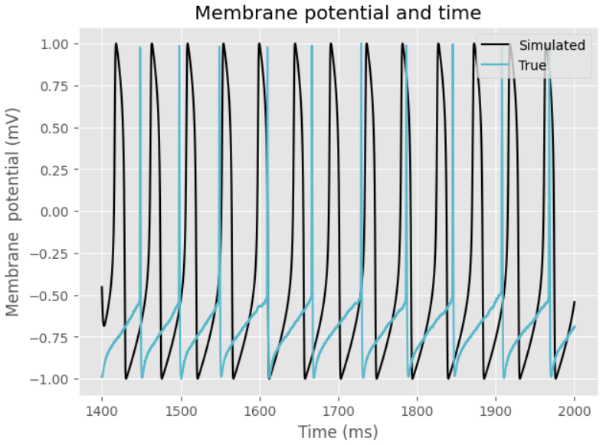 Membrane potential and time
Simulated
True
1.00
0.75
0.50
0.25
0.00
−0.25
−0.50
−0.75
−1.00
Membrane potential (mV)
1400 1500 1600 1700 1800 1900 2000
Time (ms)